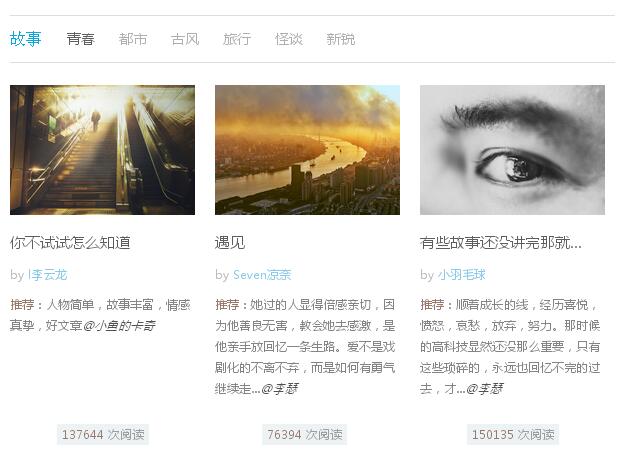 故事 青春 都市 古风 旅行 怪谈 新锐
你不试试怎么知道
by l李云龙
推荐：人物简单，故事丰富，情感
真挚，好文章@小鱼的卡奇
137644 次阅读
遇见
by Seven凉亲
推荐：她过的人显得倍感亲切，因
为他善良无害，教会她去感激，是
他亲手放回忆一条生路。爱不是戏
剧化的不离不弃，而是如何有勇气
继续走...@李瑟
76394 次阅读
有些故事还没讲完那就...
by 小羽毛球
推荐：顺着成长的线，经历喜悦，
愤怒，哀愁，放弃，努力。那时候
的高科技显然还没那么重要，只有
这些琐碎的，永远也回忆不完的过
去，才...@李瑟
150135 次阅读